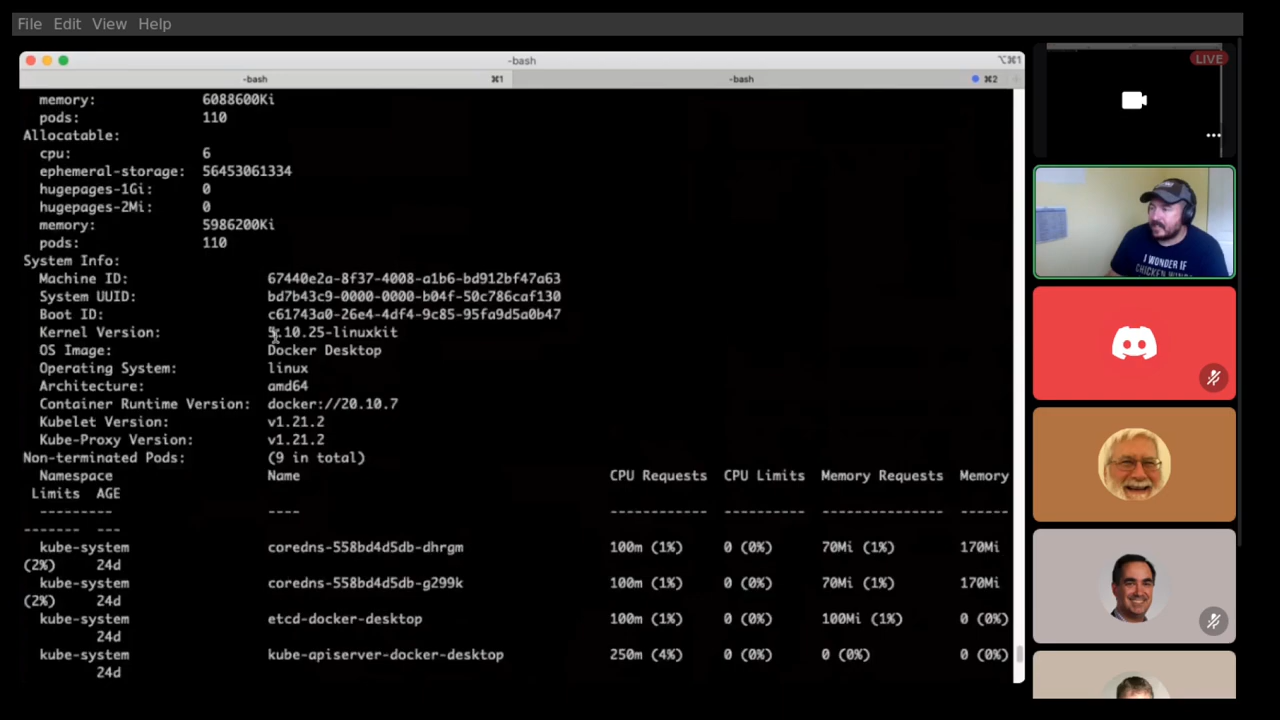 File Edit View Help
-bash ⌥⌘1
-bash ⌘1 -bash ⌘2
memory: 6088600Ki
pods: 110
Allocatable:
cpu: 6
ephemeral-storage: 56453061334
hugepages-1Gi: 0
hugepages-2Mi: 0
memory: 5986200Ki
pods: 110
System Info:
Machine ID: 67440e2a-8f37-4008-a1b6-bd912bf47a63
System UUID: bd7b43c9-0000-0000-b04f-50c786caf130
Boot ID: c61743a0-26e4-4df4-9c85-95fa9d5a0b47
Kernel Version: 5.10.25-linuxkit
OS Image: Docker Desktop
Operating System: linux
Architecture: amd64
Container Runtime Version: docker://20.10.7
Kubelet Version: v1.21.2
Kube-Proxy Version: v1.21.2
Non-terminated Pods: (9 in total)
Namespace Name CPU Requests CPU Limits Memory Requests Memory
Limits AGE
--------- ---- ------------ ---------- --------------- ------
------- ---
kube-system coredns-558bd4d5db-dhrgm 100m (1%) 0 (0%) 70Mi (1%) 170Mi
(2%) 24d
kube-system coredns-558bd4d5db-g299k 100m (1%) 0 (0%) 70Mi (1%) 170Mi
(2%) 24d
kube-system etcd-docker-desktop 100m (1%) 0 (0%) 100Mi (1%) 0 (0%)
24d
kube-system kube-apiserver-docker-desktop 250m (4%) 0 (0%) 0 (0%) 0 (0%)
24d
LIVE
I WONDER IF
CHICKEN